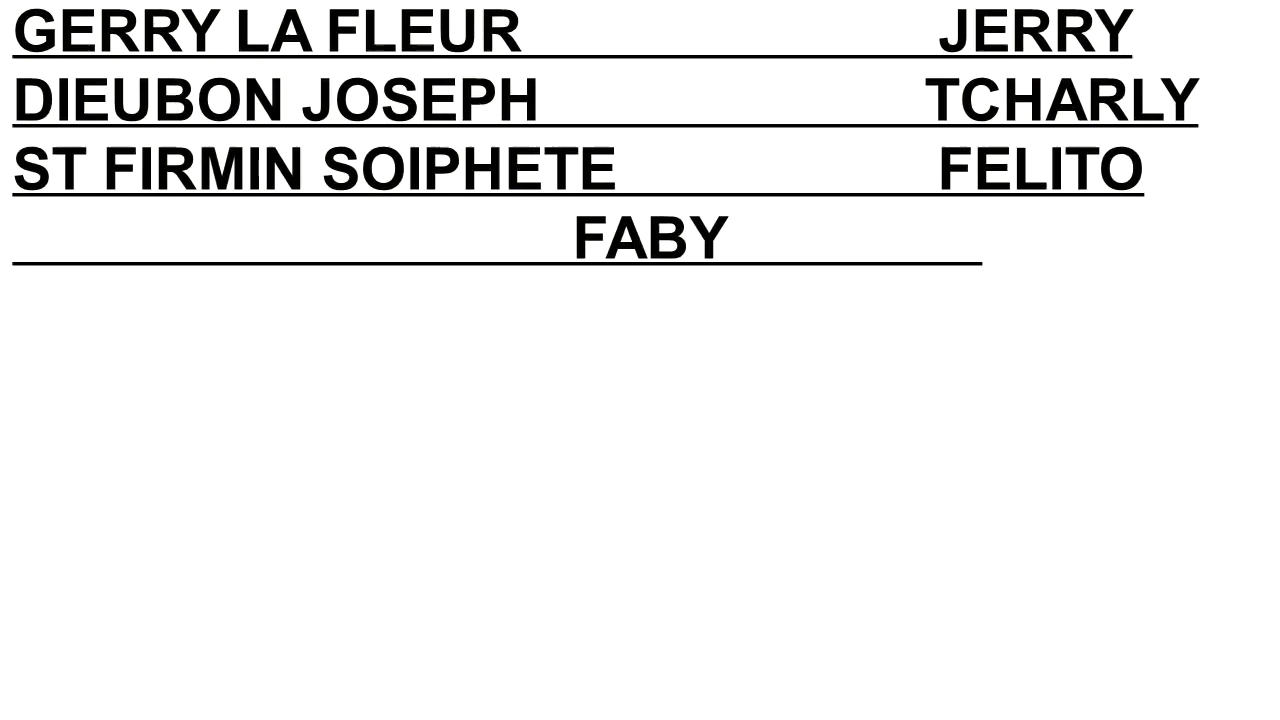 GERRY LA FLEUR JERRY
DIEUBON JOSEPH TCHARLY
ST FIRMIN SOIPHETE FELITO
FABY